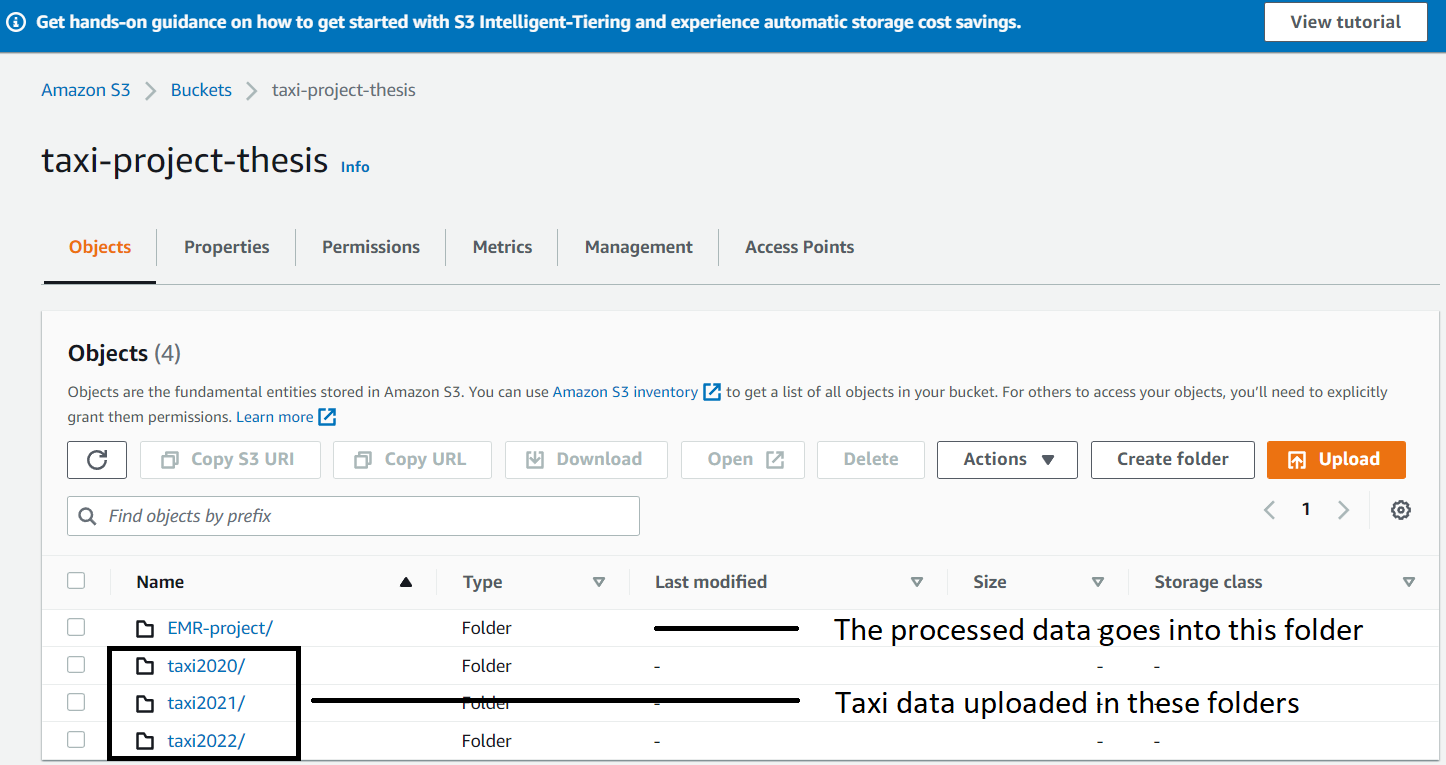 Get hands-on guidance on how to get started with S3 Intelligent-Tiering and experience automatic storage cost savings.
View tutorial
Amazon S3 > Buckets > taxi-project-thesis
taxi-project-thesis Info
Objects Properties Permissions Metrics Management Access Points
Objects (4)
Objects are the fundamental entities stored in Amazon S3. You can use Amazon S3 inventory to get a list of all objects in your bucket. For others to access your objects, you'll need to explicitly
grant them permissions. Learn more
Copy S3 URI Copy URL Download Open Delete Actions Create folder Upload
Find objects by prefix
1
Name Type Last modified Size Storage class
EMR-project/ Folder - - The processed data goes into this folder
taxi2020/ Folder - - -
taxi2021/ Folder - - - Taxi data uploaded in these folders
taxi2022/ Folder - - -